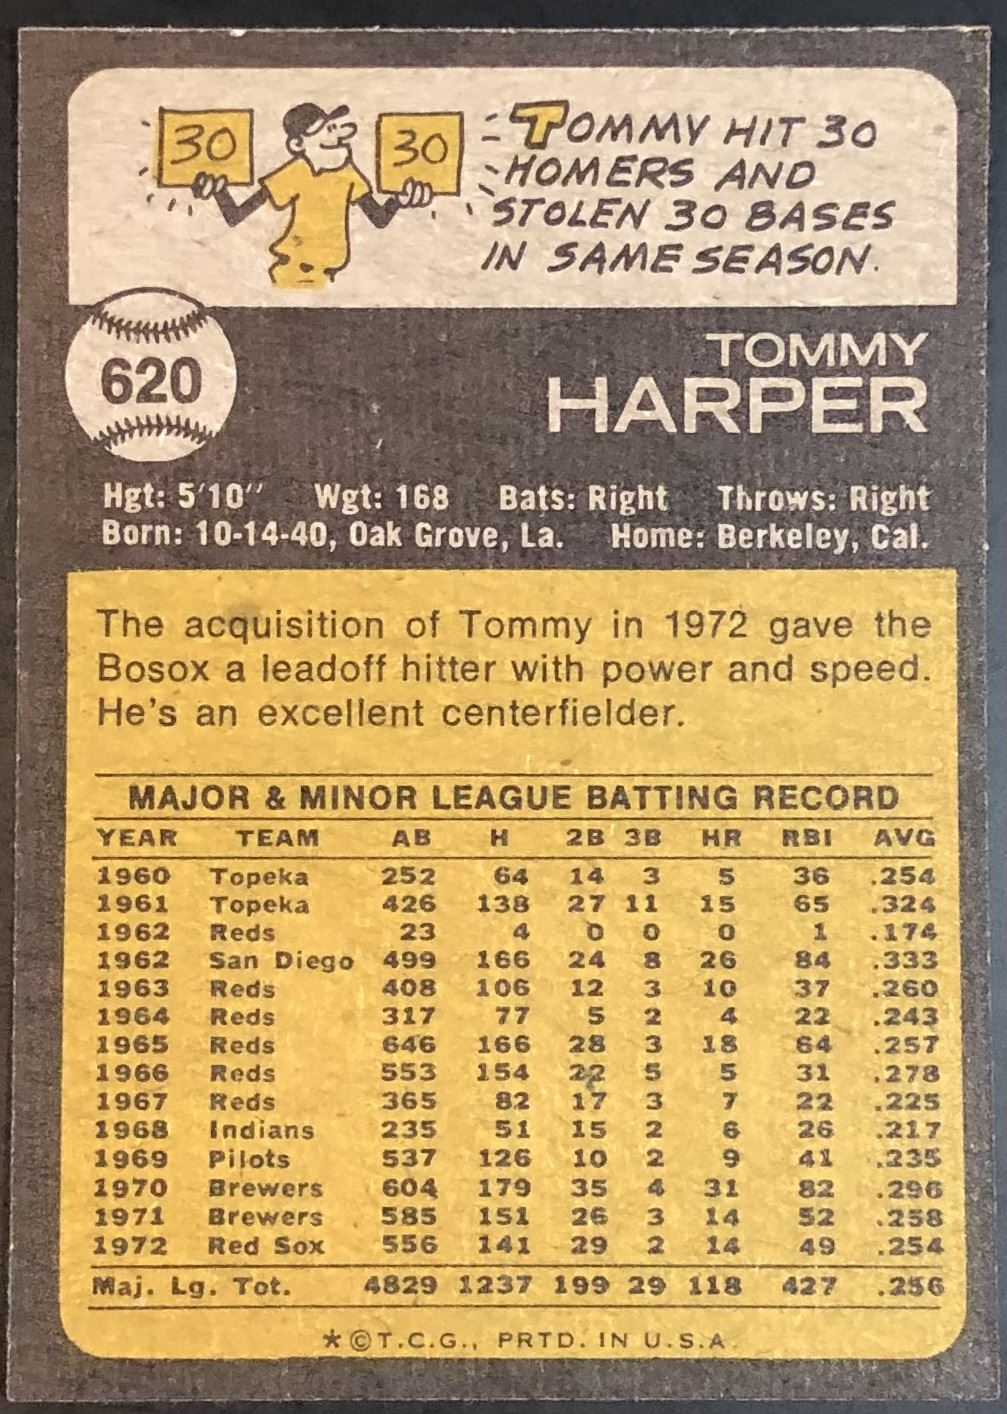 30
30
TOMMY HIT 30
HOMERS AND
STOLEN 30 BASES
IN SAME SEASON.
620
TOMMY
HARPER
Hgt: 5'10" Wgt: 168 Bats: Right Throws: Right
Born: 10-14-40, Oak Grove, La. Home: Berkeley, Cal.
The acquisition of Tommy in 1972 gave the
Bosox a leadoff hitter with power and speed.
He's an excellent centerfielder.
MAJOR & MINOR LEAGUE BATTING RECORD
YEAR TEAM AB H 2B 3B HR RBI AVG
1960 Topeka 252 64 14 3 5 36 .254
1961 Topeka 426 138 27 11 15 65 .324
1962 Reds 23 4 0 0 0 1 .174
1962 San Diego 499 166 24 8 26 84 .333
1963 Reds 408 106 12 3 10 37 .260
1964 Reds 317 77 5 2 4 22 .243
1965 Reds 646 166 28 3 18 64 .257
1966 Reds 553 154 22 5 5 31 .278
1967 Reds 365 82 17 3 7 22 .225
1968 Indians 235 51 15 2 6 26 .217
1969 Pilots 537 126 10 2 9 41 .235
1970 Brewers 604 179 35 4 31 82 .296
1971 Brewers 585 151 26 3 14 52 .258
1972 Red Sox 556 141 29 2 14 49 .254
Maj. Lg. Tot. 4829 1237 199 29 118 427 .256
*©T.C.G., PRTD. IN U.S.A.